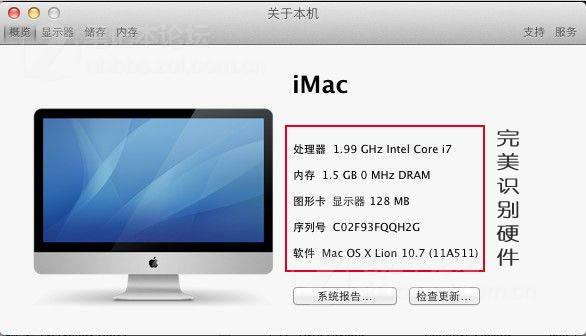 关于本机
概览 显示器 储存 内存 支持 服务
iMac
处理器 1.99 GHz Intel Core i7
内存 1.5 GB 0 MHz DRAM
图形卡 显示器 128 MB
序列号 C02F93FQQH2G
软件 Mac OS X Lion 10.7 (11A511)
系统报告... 检查更新...
完美识别硬件